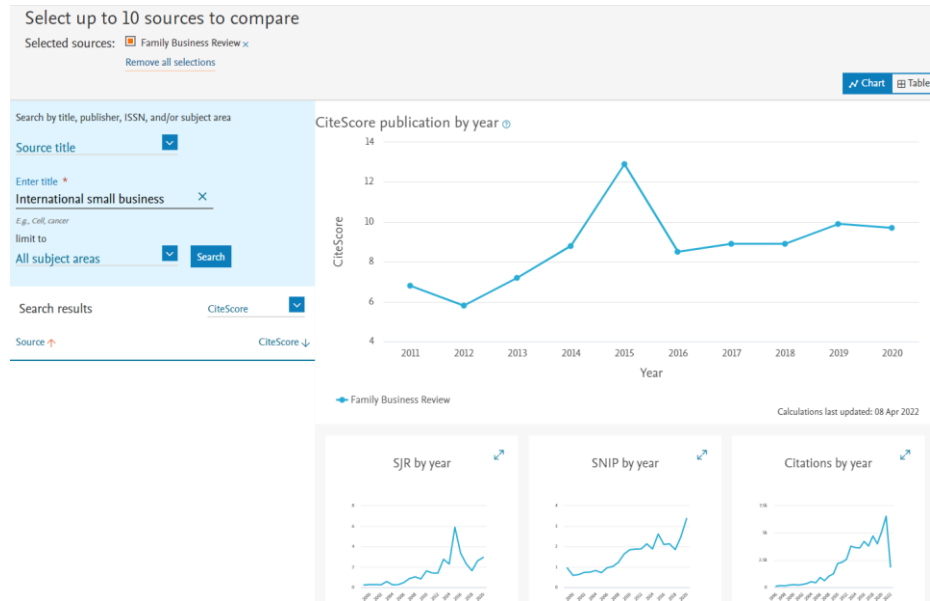 Select up to 10 sources to compare
Selected sources: Family Business Review ×
Remove all selections
Chart Table
Search by title, publisher, ISSN, and/or subject area
Source title
Enter title *
International small business ×
E.g., Cell, cancer
limit to
All subject areas Search
Search results CiteScore
Source ↑ CiteScore ↓
CiteScore publication by year
14
12
10
8
6
4
CiteScore
2011 2012 2013 2014 2015 2016 2017 2018 2019 2020
Year
Family Business Review
Calculations last updated: 08 Apr 2022
SJR by year
SNIP by year
Citations by year